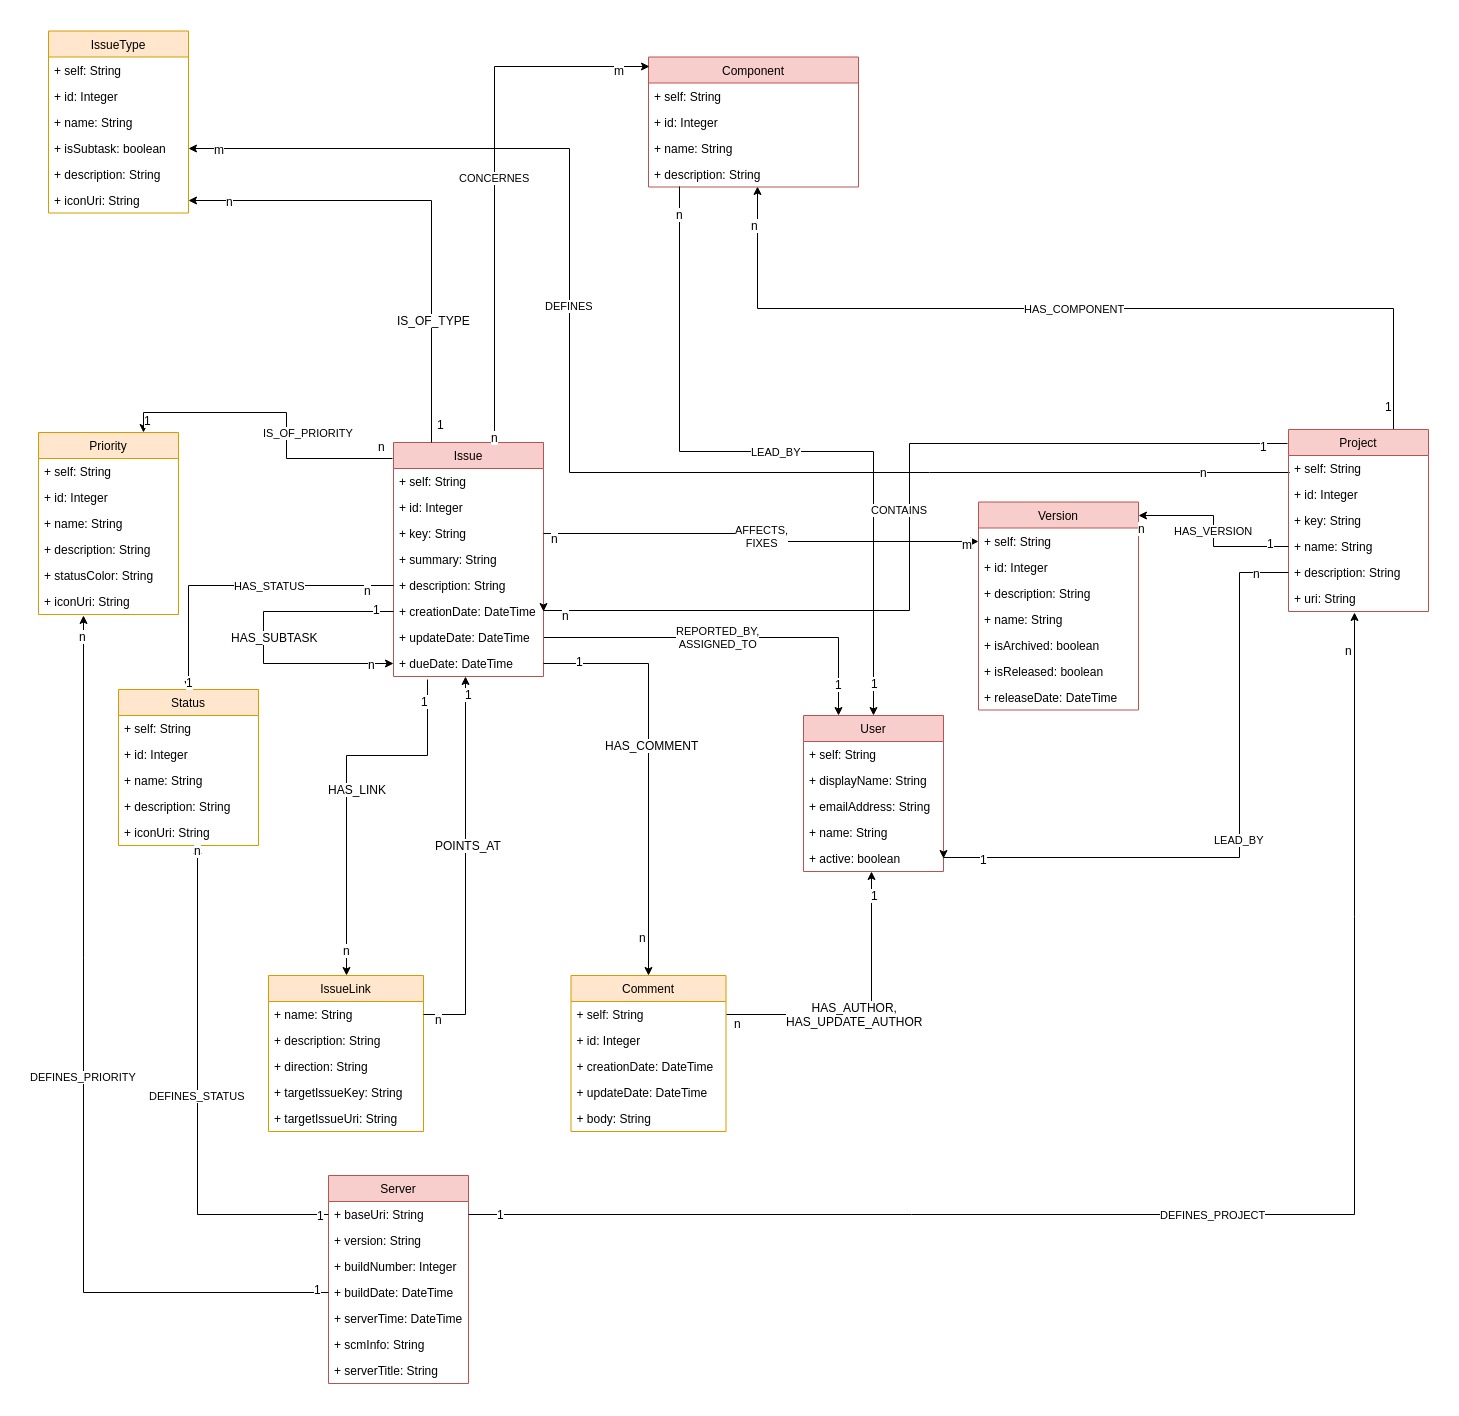 IssueType
+ self: String
+ id: Integer
+ name: String
+ isSubtask: boolean
+ description: String
+ iconUri: String
m
n
m
Component
+ self: String
+ id: Integer
+ name: String
+ description: String
CONCERNES
n
n
DEFINES
HAS_COMPONENT
IS_OF_TYPE
1
1
IS_OF_PRIORITY
n
1
n
Priority
+ self: String
+ id: Integer
+ name: String
+ description: String
+ statusColor: String
+ iconUri: String
n
Issue
+ self: String
+ id: Integer
+ key: String
+ summary: String
+ description: String
+ creationDate: DateTime
+ updateDate: DateTime
+ dueDate: DateTime
LEAD_BY
1
n
CONTAINS
n
AFFECTS,
FIXES
m
n
Version
+ self: String
+ id: Integer
+ description: String
+ name: String
+ isArchived: boolean
+ isReleased: boolean
+ releaseDate: DateTime
n
HAS_VERSION
1
n
Project
+ self: String
+ id: Integer
+ key: String
+ name: String
+ description: String
+ uri: String
n
HAS_STATUS
n
1
HAS_SUBTASK
n
1
REPORTED_BY,
ASSIGNED_TO
1
1
1
Status
+ self: String
+ id: Integer
+ name: String
+ description: String
+ iconUri: String
n
1
1
HAS_LINK
n
POINTS_AT
HAS_COMMENT
n
User
+ self: String
+ displayName: String
+ emailAddress: String
+ name: String
+ active: boolean
1
LEAD_BY
1
IssueLink
+ name: String
+ description: String
+ direction: String
+ targetIssueKey: String
+ targetIssueUri: String
n
Comment
+ self: String
+ id: Integer
+ creationDate: DateTime
+ updateDate: DateTime
+ body: String
n
HAS_AUTHOR,
HAS_UPDATE_AUTHOR
DEFINES_PRIORITY
DEFINES_STATUS
1
1
Server
+ baseUri: String
+ version: String
+ buildNumber: Integer
+ buildDate: DateTime
+ serverTime: DateTime
+ scmInfo: String
+ serverTitle: String
1
DEFINES_PROJECT